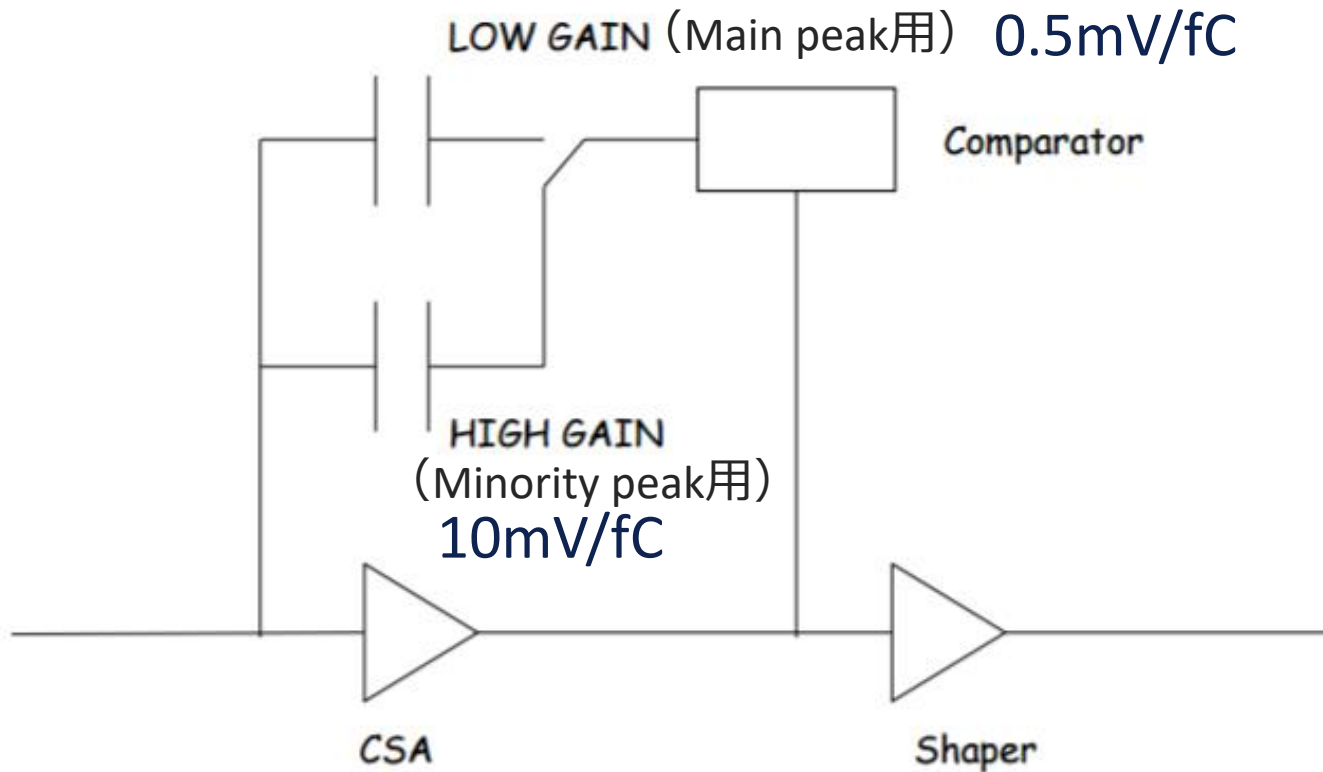 LOW GAIN（Main peak用） 0.5mV/fC
Comparator
HIGH GAIN
（Minority peak用）
10mV/fC
CSA
Shaper